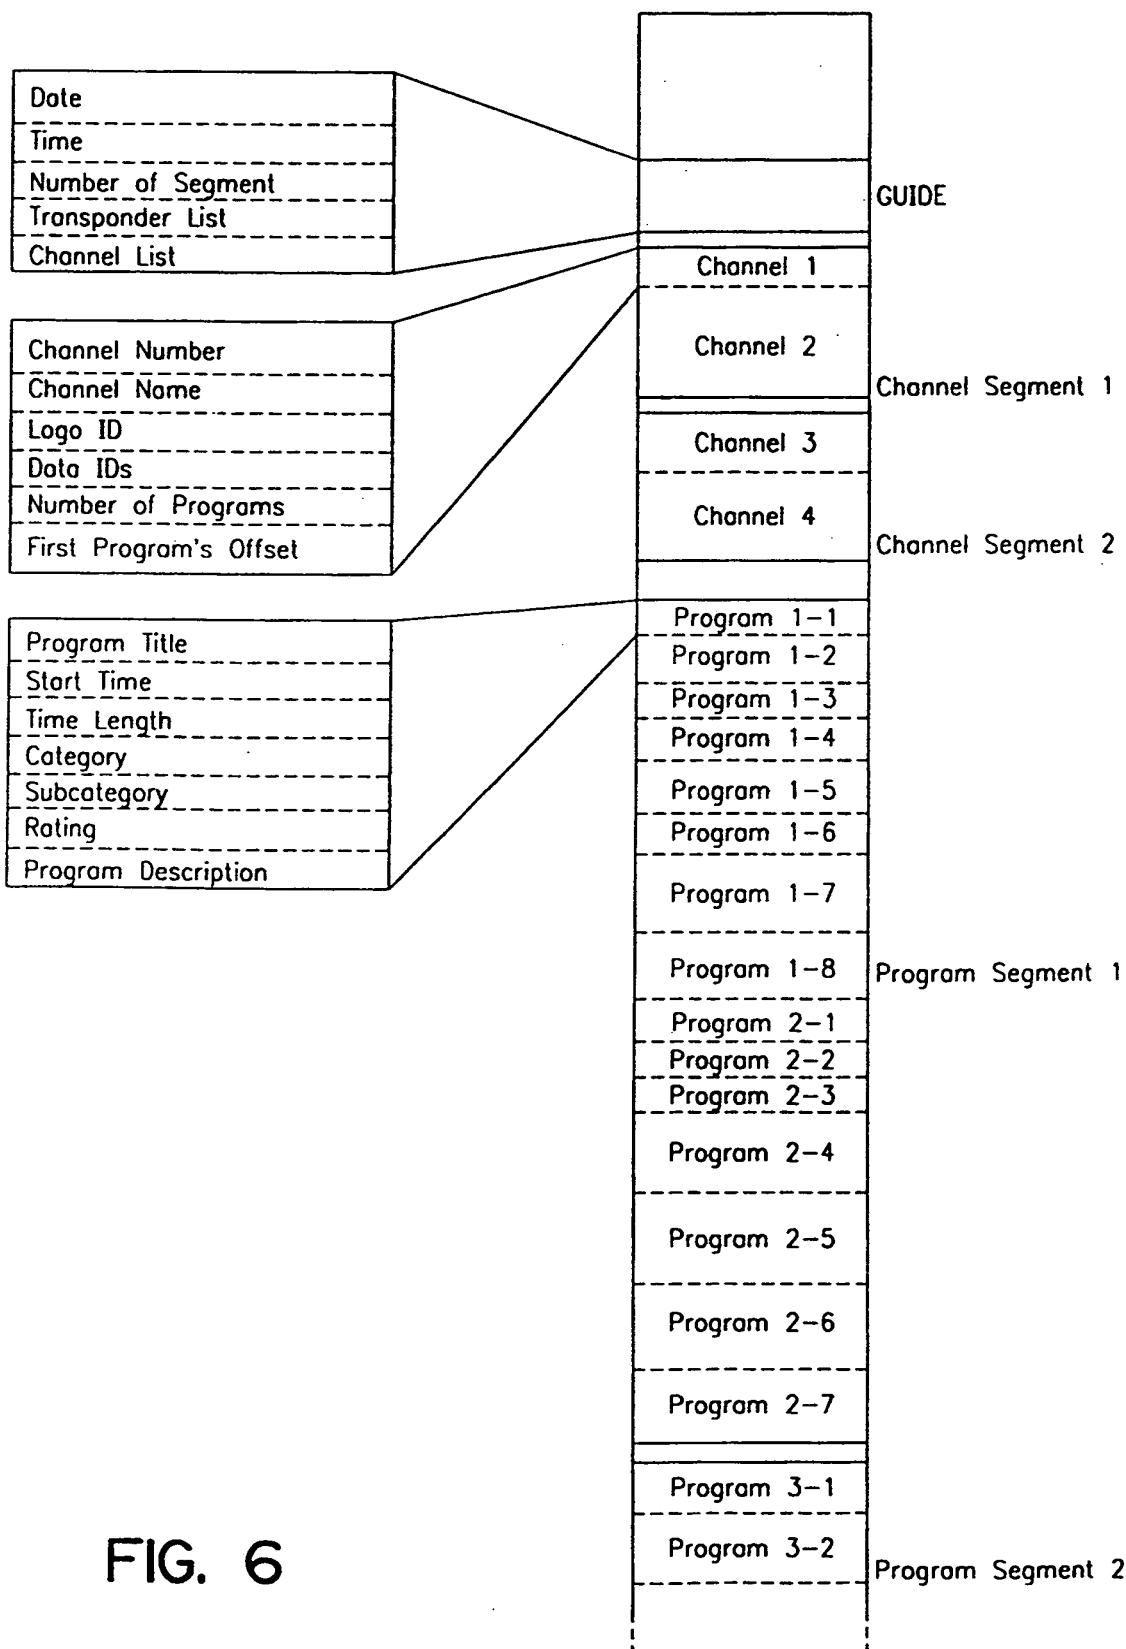 Date
Time
Number of Segment
Transponder List
Channel List
GUIDE
Channel 1
Channel 2
Channel Segment 1
Channel Number
Channel Name
Logo ID
Data IDs
Number of Programs
First Program's Offset
Channel 3
Channel 4
Channel Segment 2
Program Title
Start Time
Time Length
Category
Subcategory
Rating
Program Description
Program 1-1
Program 1-2
Program 1-3
Program 1-4
Program 1-5
Program 1-6
Program 1-7
Program 1-8
Program Segment 1
Program 2-1
Program 2-2
Program 2-3
Program 2-4
Program 2-5
Program 2-6
Program 2-7
Program 3-1
Program 3-2
Program Segment 2
FIG. 6